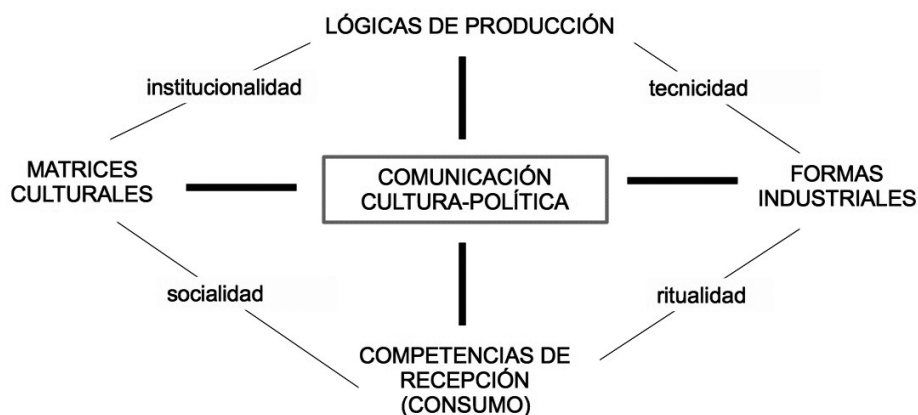 LÓGICAS DE PRODUCCIÓN
institucionalidad
tecnicidad
MATRICES
CULTURALES
COMUNICACIÓN
CULTURA-POLÍTICA
FORMAS
INDUSTRIALES
socialidad
ritualidad
COMPETENCIAS DE
RECEPCIÓN
(CONSUMO)